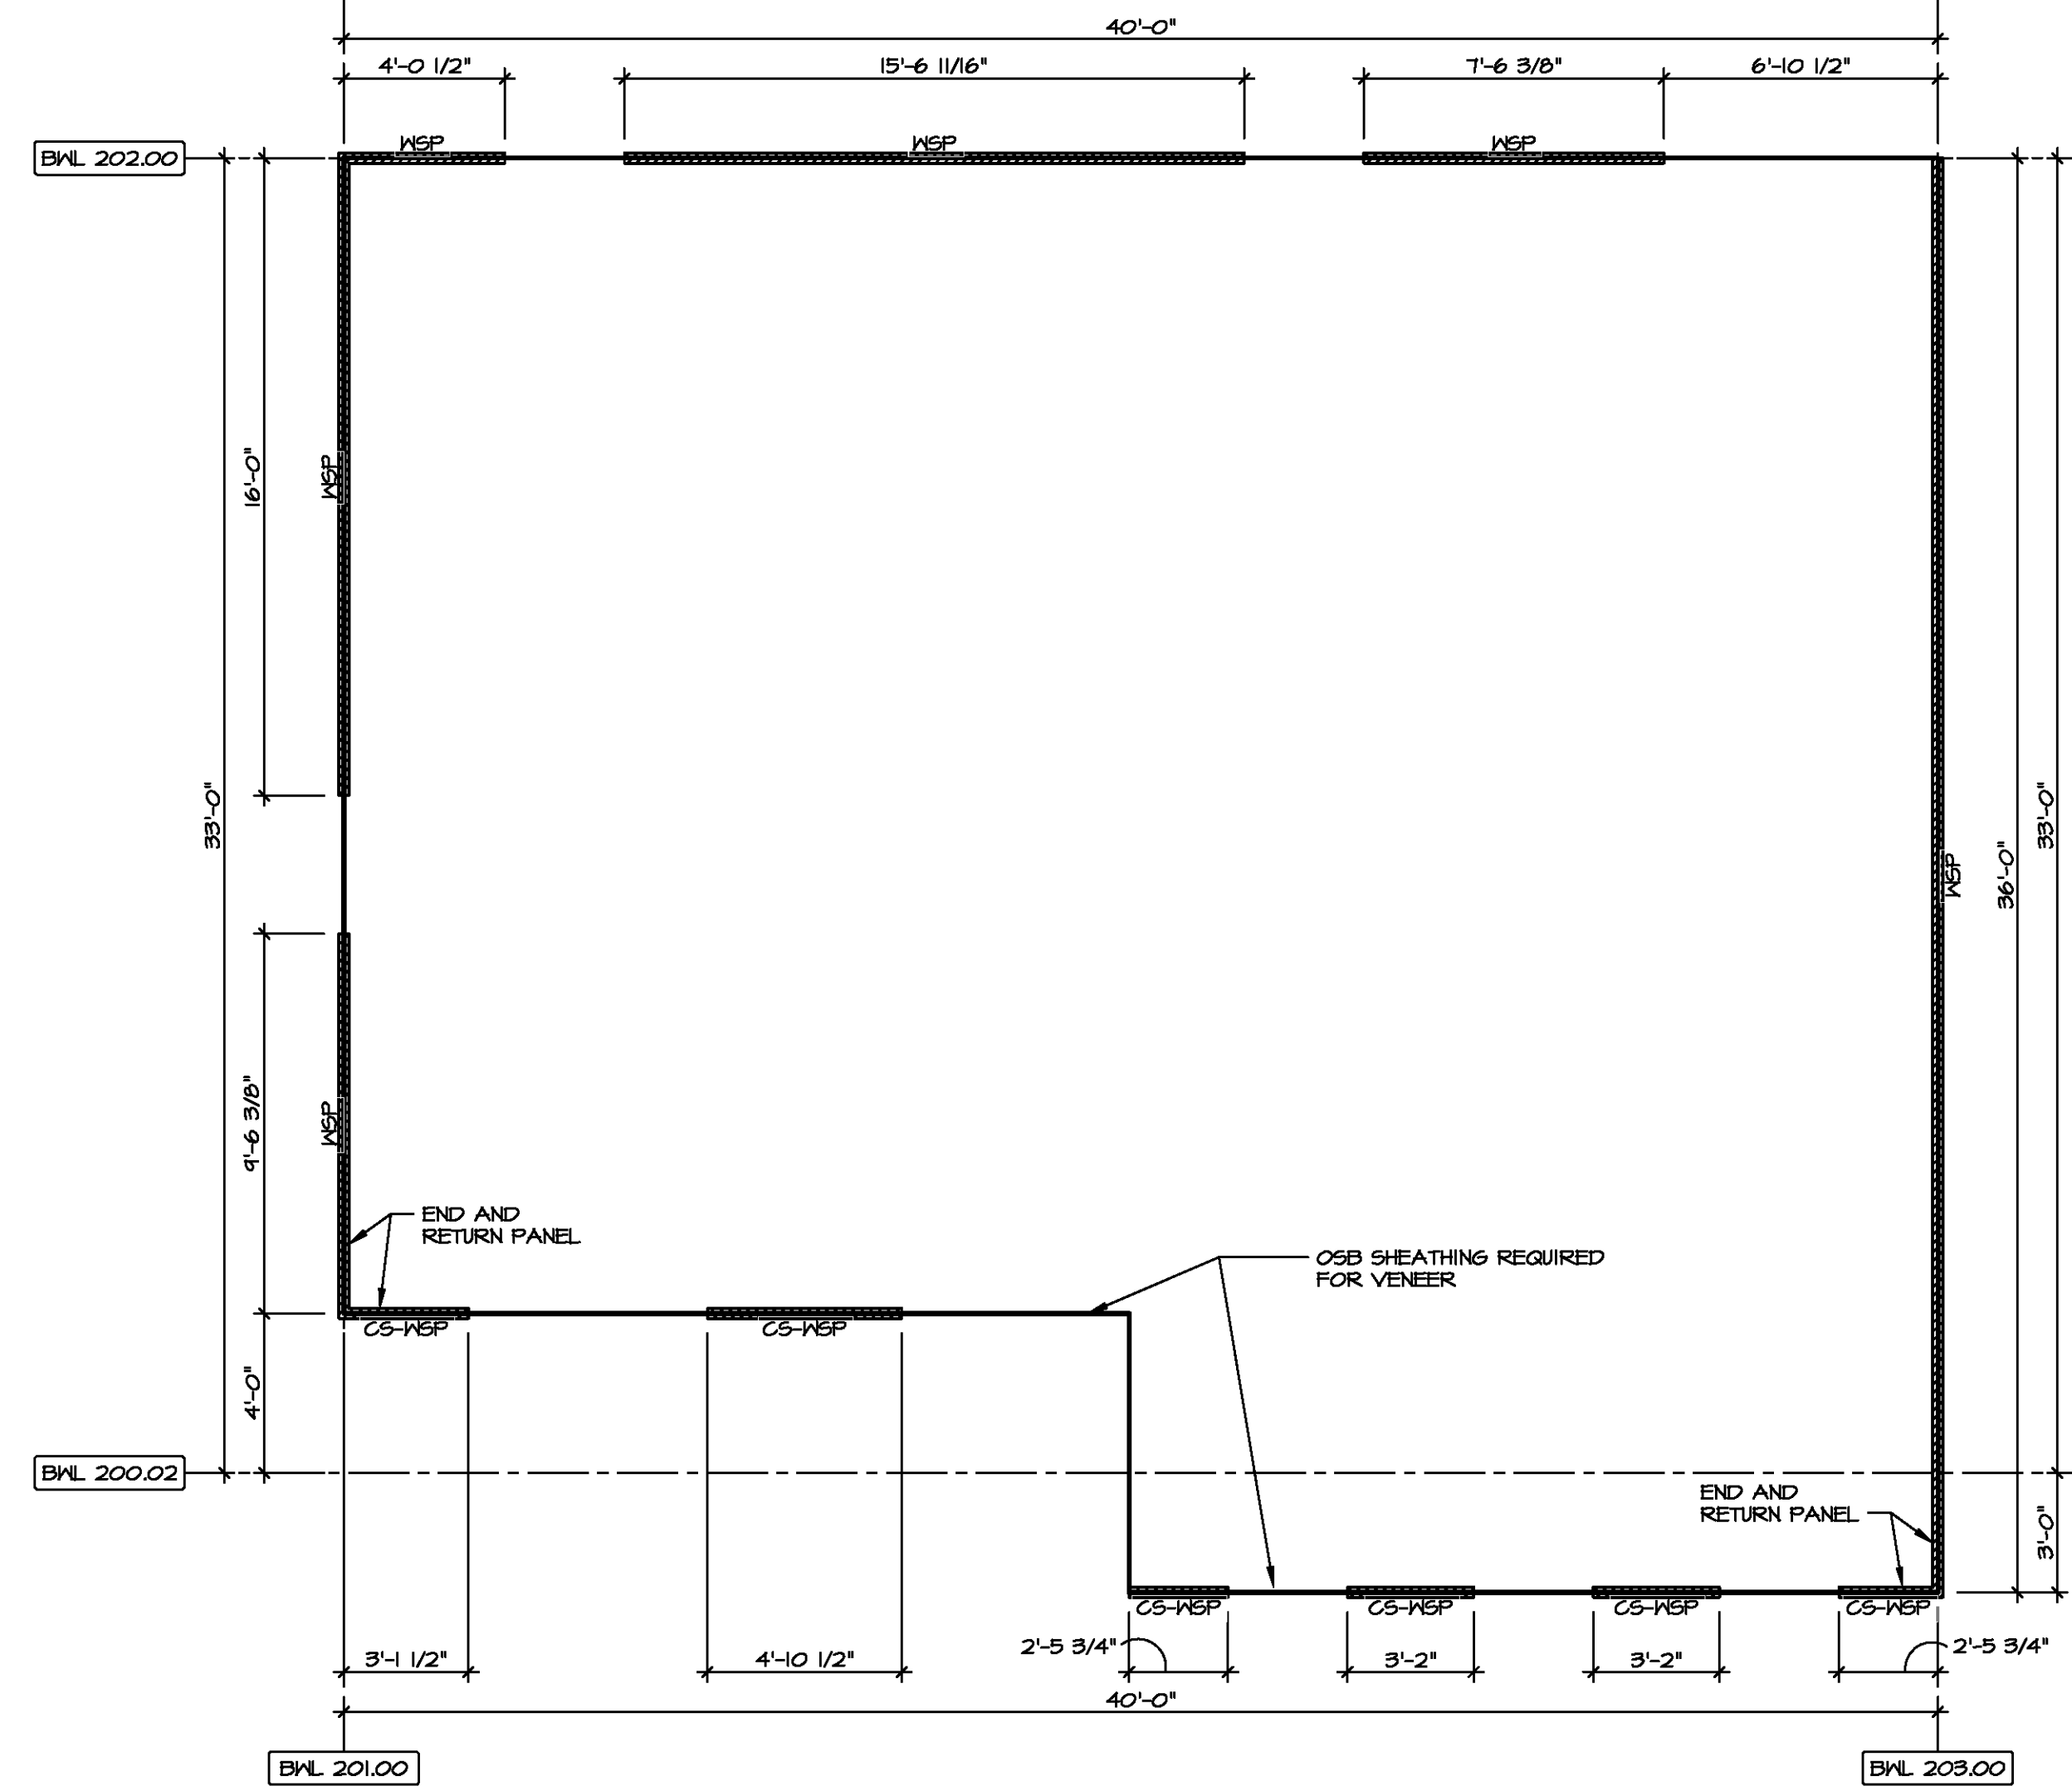 40'-0"
4'-0 1/2"
15'-6 11/16"
7'-6 3/8"
6'-10 1/2"
WSP
WSP
WSP
BWL 202.00
16'-0"
WSP
33'-0"
36'-0"
33'-0"
WSP
9'-6 3/8"
WSP
END AND
RETURN PANEL
OSB SHEATHING REQUIRED
FOR VENEER
CS-WSP
CS-WSP
4'-0"
BWL 200.02
END AND
RETURN PANEL
3'-0"
CS-WSP
CS-WSP
CS-WSP
CS-WSP
3'-1 1/2"
4'-10 1/2"
2'-5 3/4"
3'-2"
3'-2"
2'-5 3/4"
40'-0"
BWL 201.00
BWL 203.00